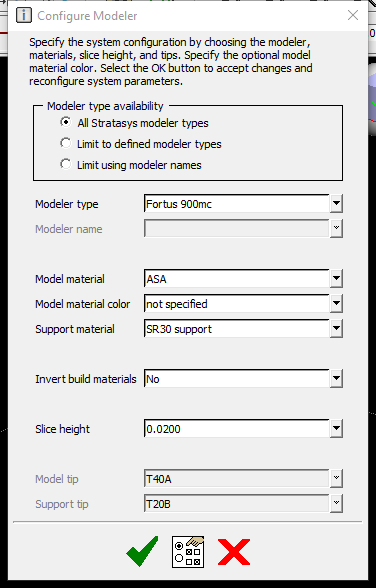 Configure Modeler
Specify the system configuration by choosing the modeler,
materials, slice height, and tips. Specify the optional model
material color. Select the OK button to accept changes and
reconfigure system parameters.
Modeler type availability
All Stratasys modeler types
Limit to defined modeler types
Limit using modeler names
Modeler type Fortus 900mc
Modeler name
Model material ASA
Model material color not specified
Support material SR30 support
Invert build materials No
Slice height 0.0200
Model tip T40A
Support tip T20B